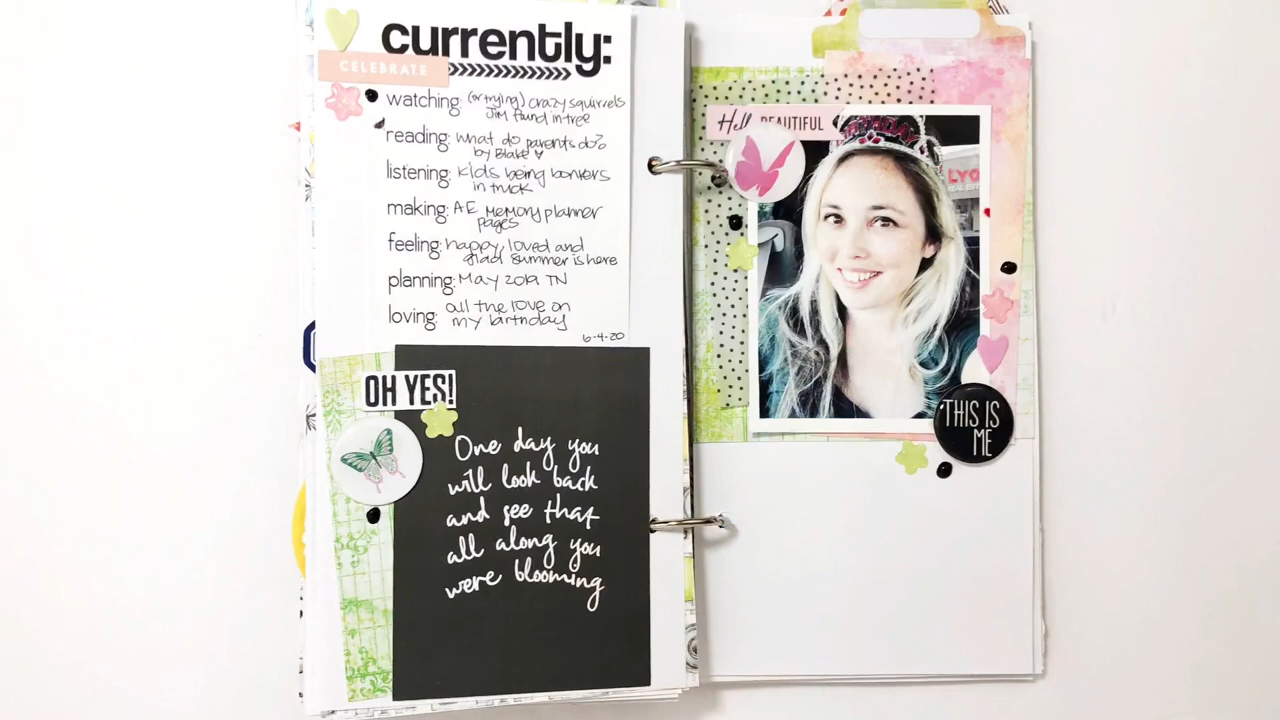 currently:
CELEBRATE
watching: (or trying) crazy squirrels
Jim found in tree
reading: what do parents do?
by Blake
listening: kids being bonkers
in truck
making: AE Memory planner
pages
feeling: happy, loved and
glad summer is here
planning: May 2019 TN
loving: all the love on
my birthday
6-4-20
OH YES!
One day you
will look back
and see that
all along you
were blooming
BEAUTIFUL
LYO
THIS IS
ME